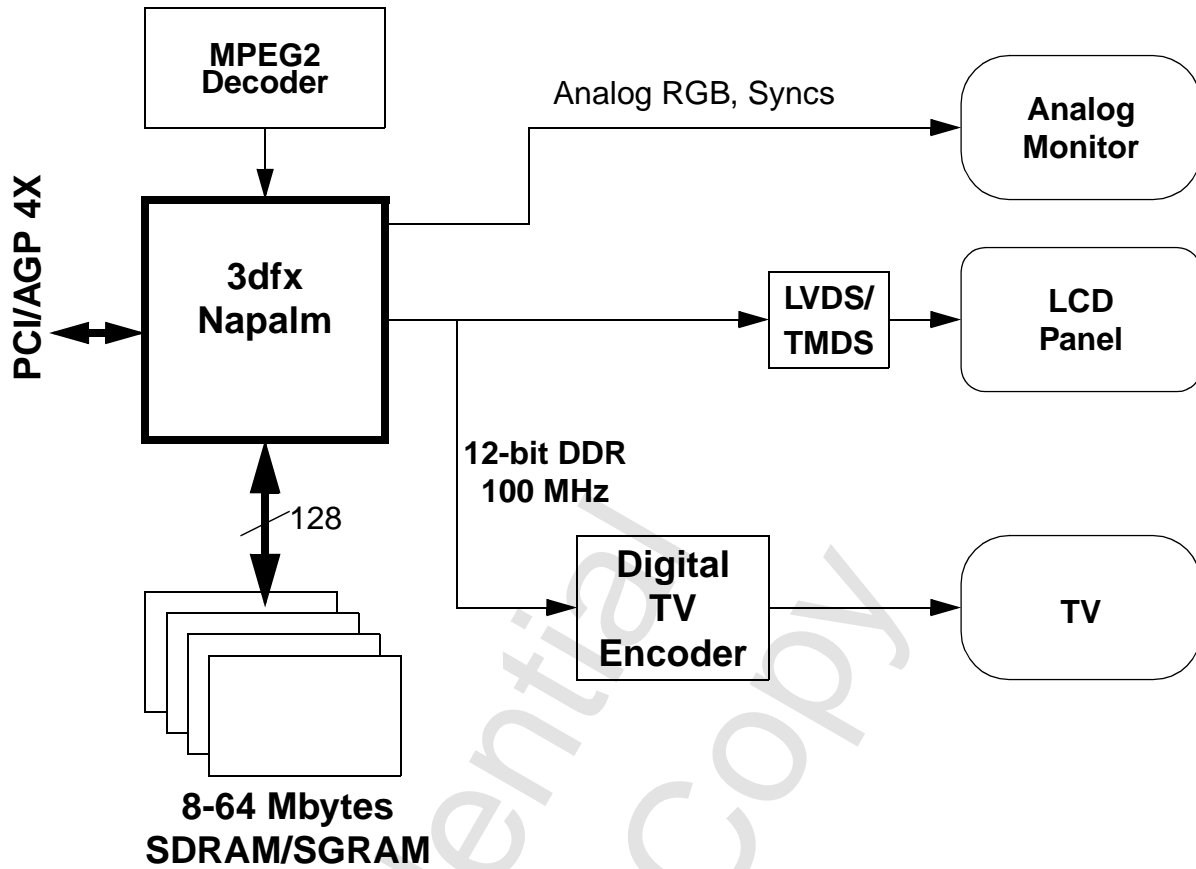 MPEG2
Decoder
Analog RGB, Syncs
Analog
Monitor
PCI/AGP 4X
3dfx
Napalm
LVDS/
TMDS
LCD
Panel
12-bit DDR
100 MHz
128
Digital
TV
Encoder
TV
8-64 Mbytes
SDRAM/SGRAM
Copy